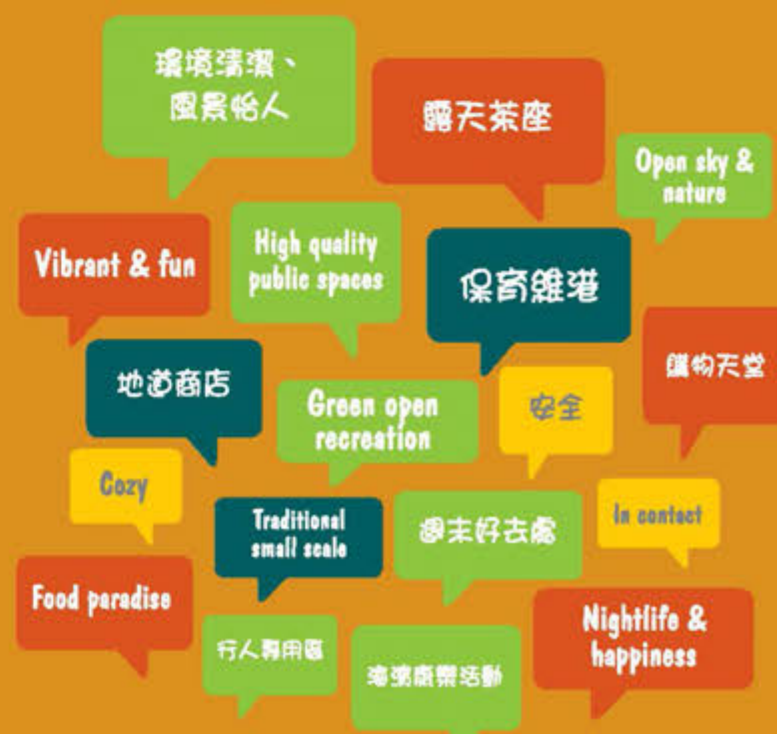 環境清潔、
風景怡人
露天茶座
Open sky &
nature
Vibrant & fun
High quality
public spaces
保育維港
購物天堂
地道商店
Green open
recreation
安全
Cozy
Traditional
small scale
週末好去處
In contact
Food paradise
行人專用區
海濱康樂活動
Nightlife &
happiness